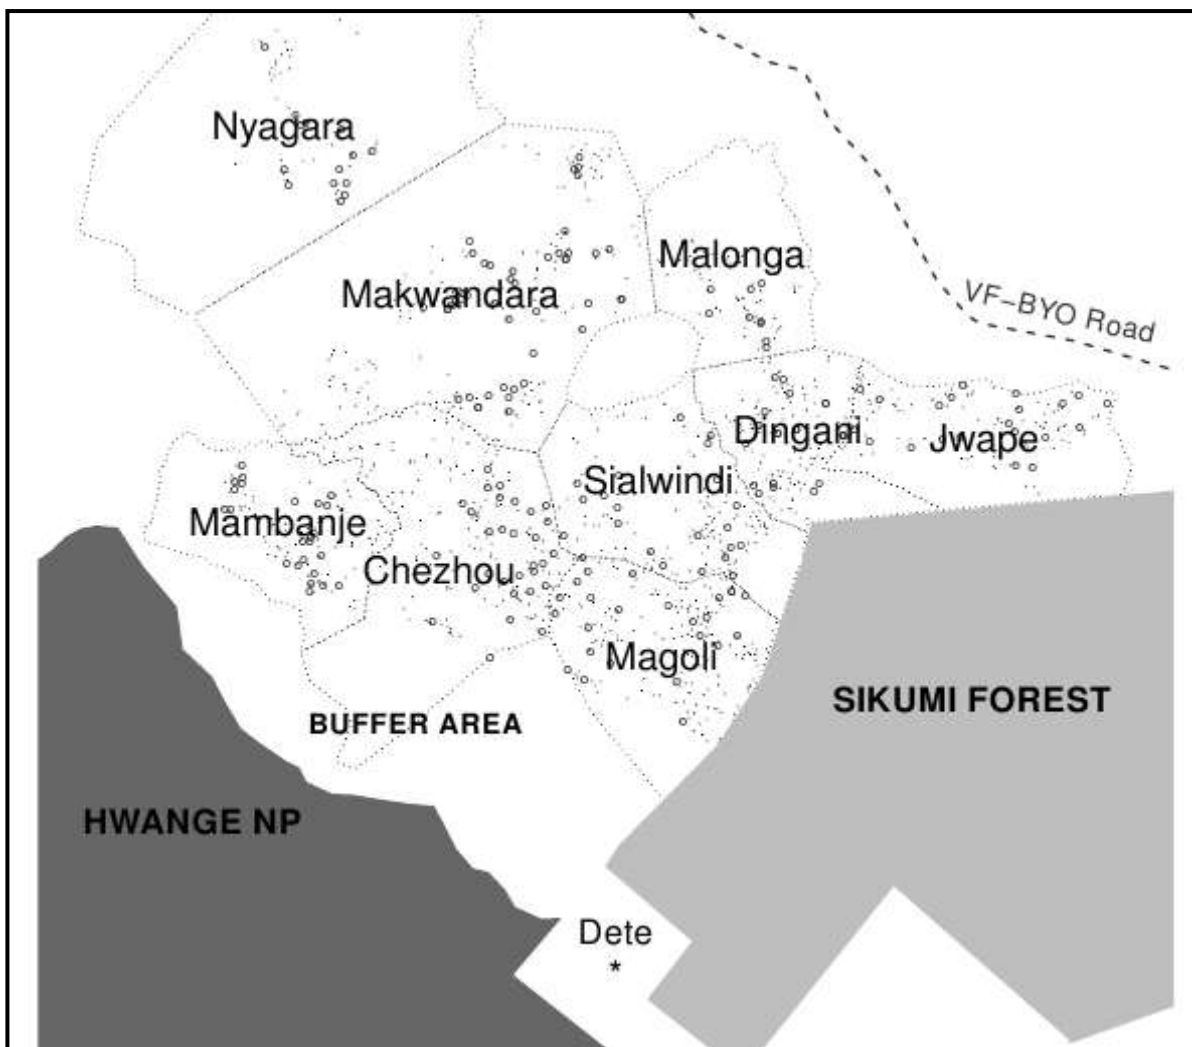 Nyagara
Malonga
Makwandara
VF-BYO Road
Dingani
Jwape
Sialwindi
Mambanje
Chezhou
Magoli
SIKUMI FOREST
BUFFER AREA
HWANGE NP
Dete
*